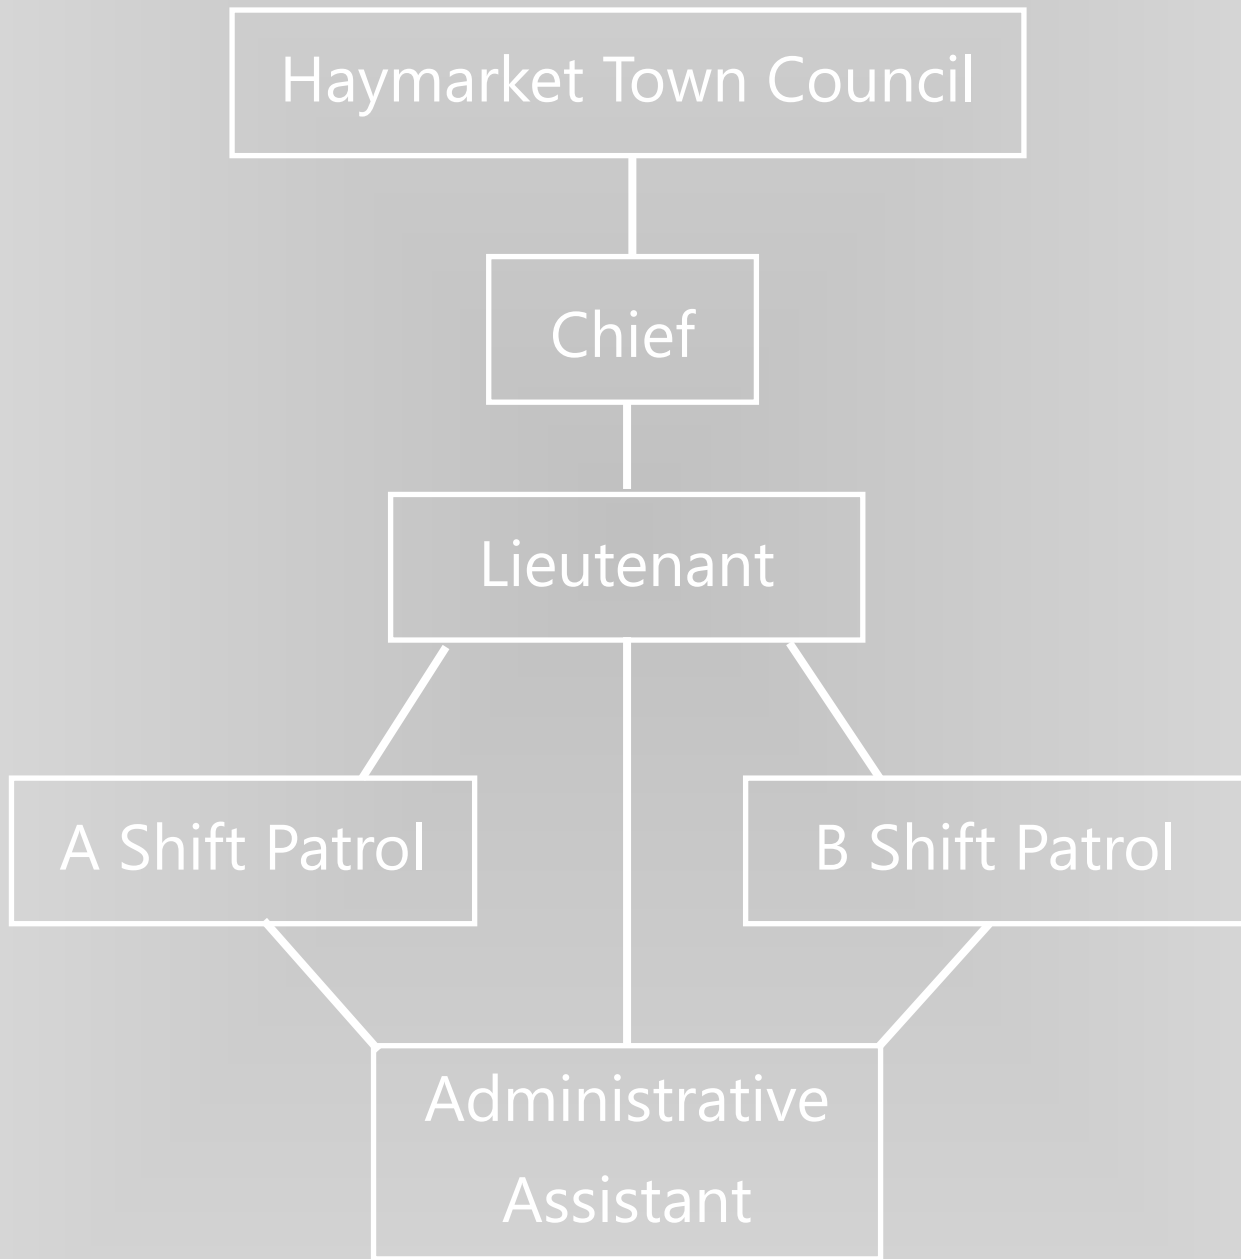 Haymarket Town Council
Chief
Lieutenant
A Shift Patrol
B Shift Patrol
Administrative
Assistant